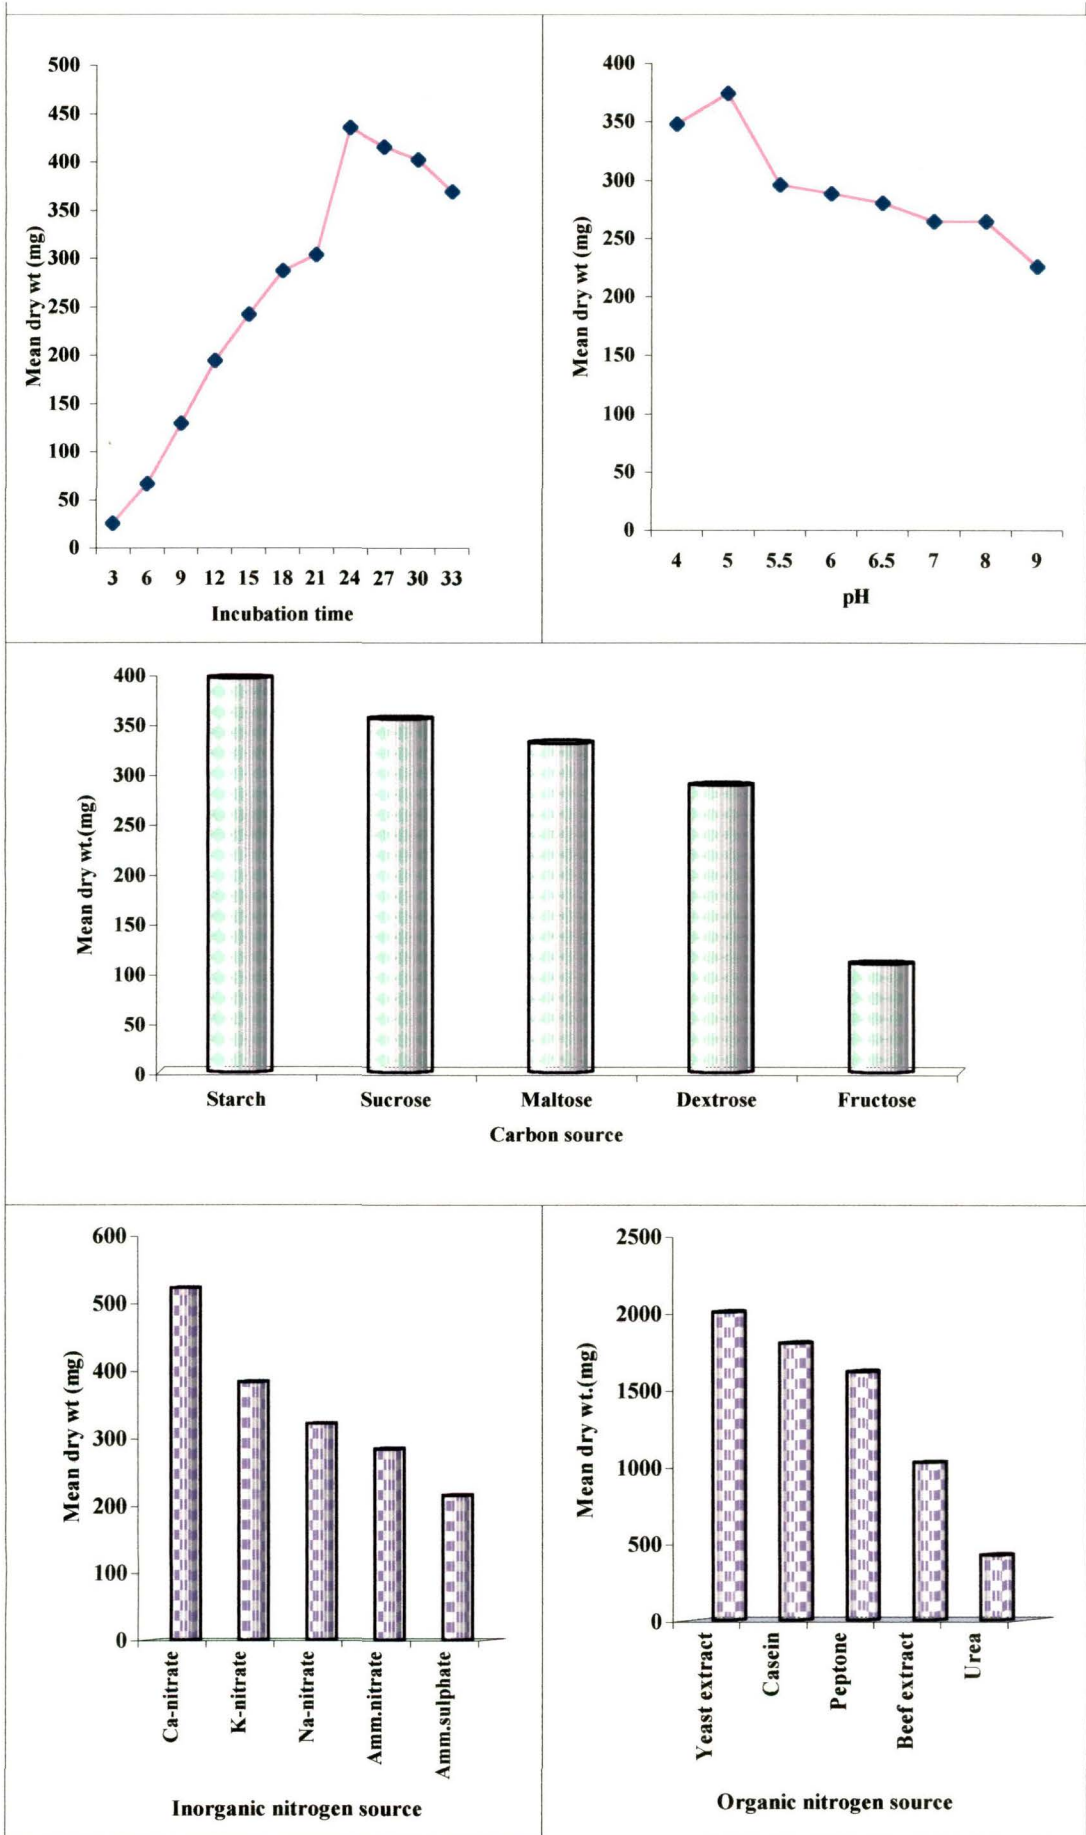 500
450
400
350
300
250
200
150
100
50
0
Mean dry wt (mg)
3 6 9 12 15 18 21 24 27 30 33
Incubation time
400
350
300
250
200
150
100
50
0
Mean dry wt (mg)
4 5 5.5 6 6.5 7 8 9
pH
400
350
300
250
200
150
100
50
0
Mean dry wt.(mg)
Starch Sucrose Maltose Dextrose Fructose
Carbon source
600
500
400
300
200
100
0
Mean dry wt (mg)
Ca-nitrate
K-nitrate
Na-nitrate
Amm.nitrate
Amm.sulphate
Inorganic nitrogen source
2500
2000
1500
1000
500
0
Mean dry wt.(mg)
Yeast extract
Casein
Peptone
Beef extract
Urea
Organic nitrogen source